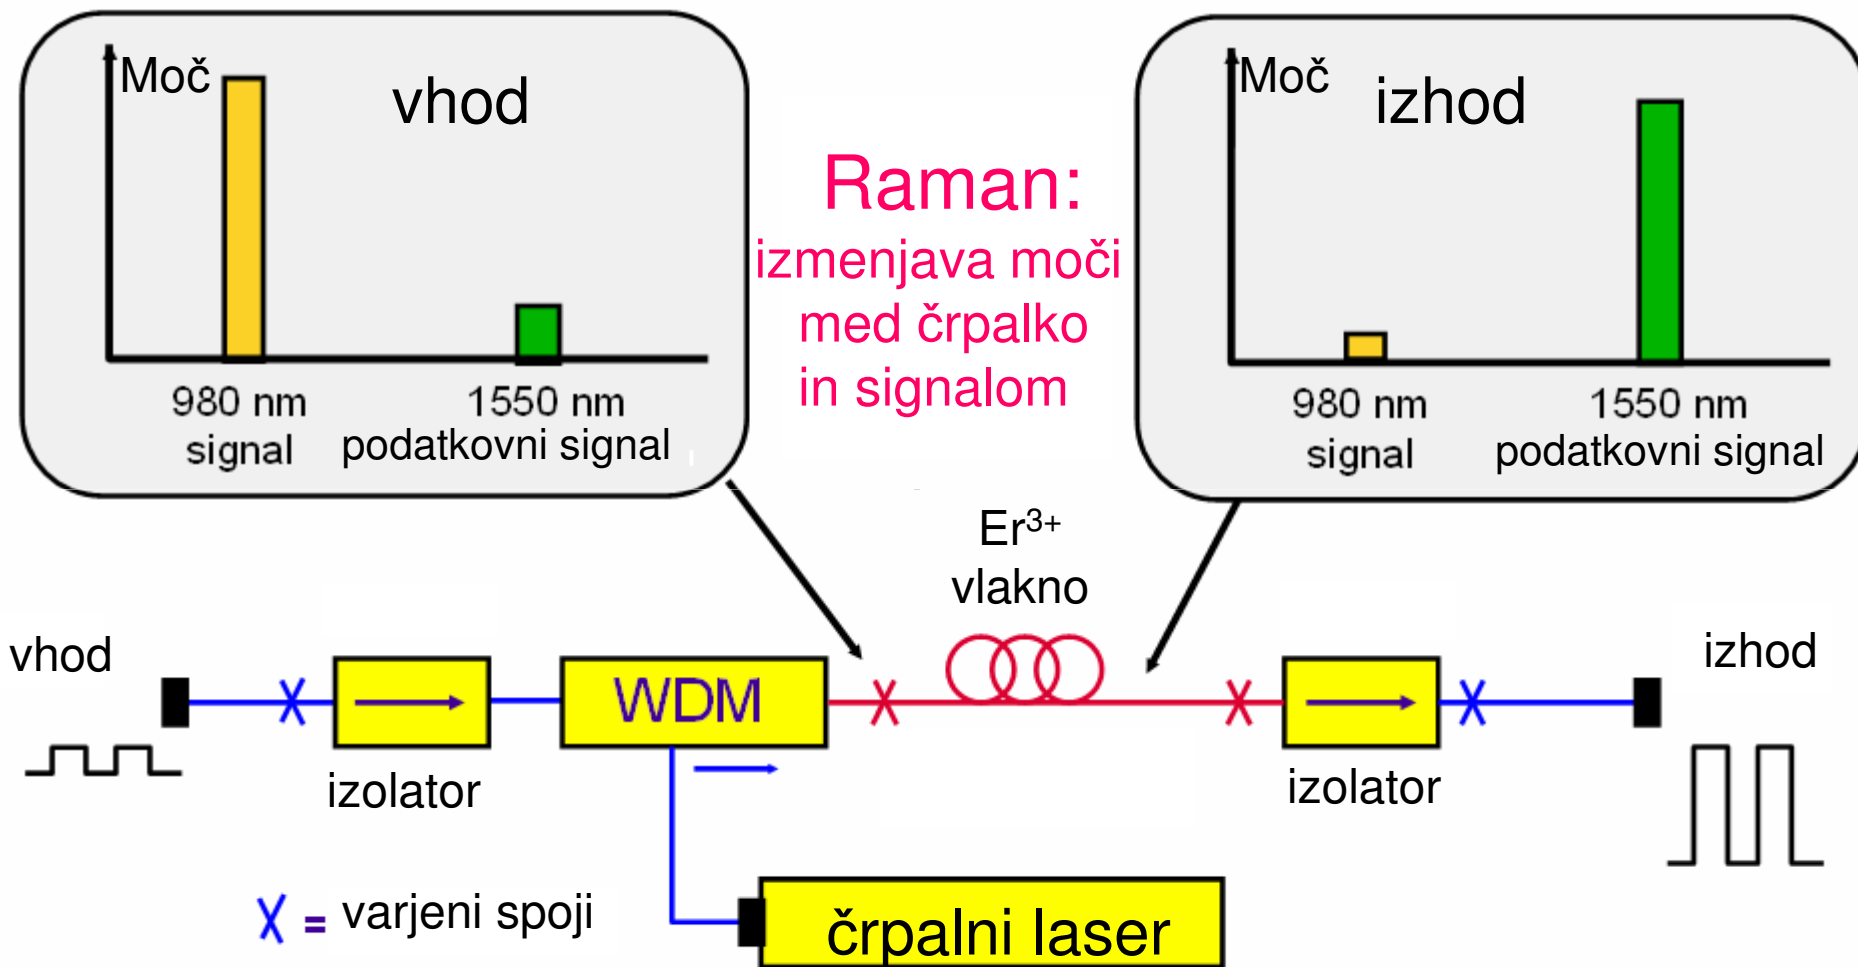 Moč
vhod
980 nm
signal
1550 nm
podatkovni signal
Raman:
izmenjava moči
med črpalko
in signalom
Moč
izhod
980 nm
signal
1550 nm
podatkovni signal
Er³⁺
vlakno
vhod
izolator
WDM
izolator
izhod
X = varjeni spoji
črpalni laser